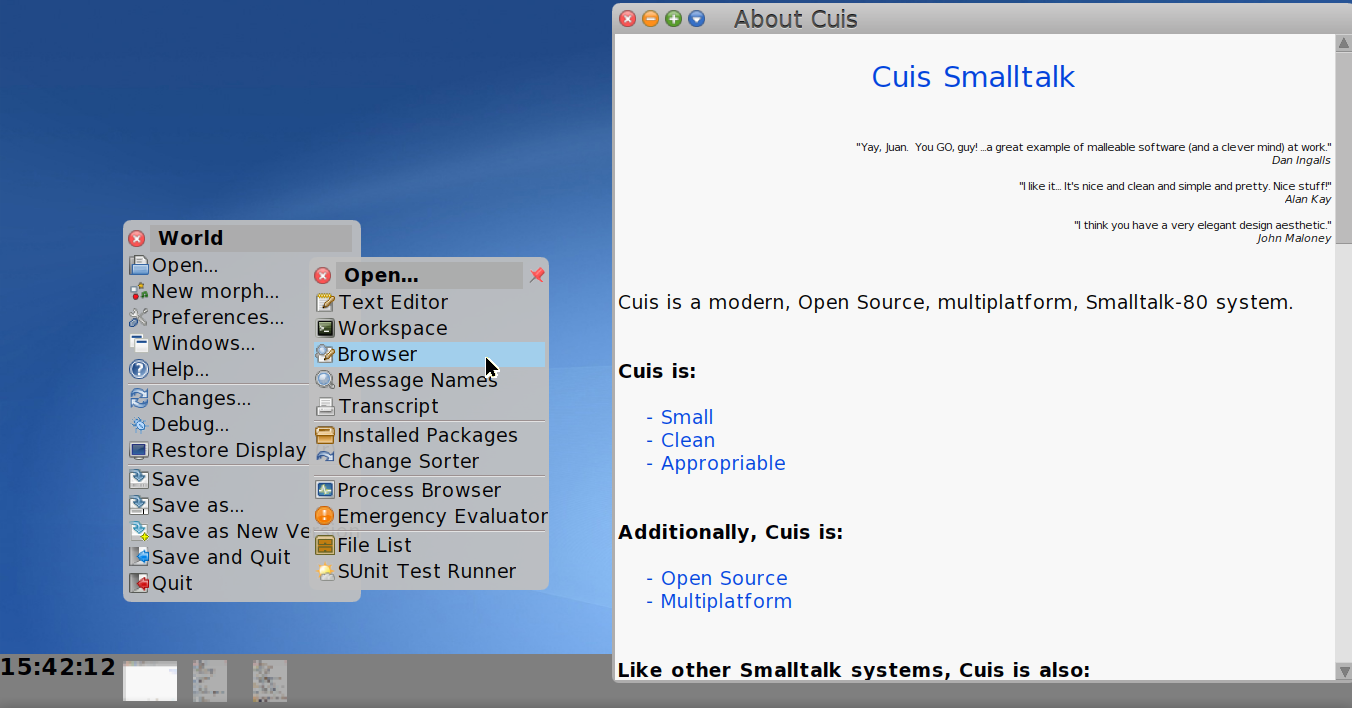 About Cuis
Cuis Smalltalk
"Yay, Juan.  You GO, guy! ...a great example of malleable software (and a clever mind) at work."
Dan Ingalls
"I like it... It's nice and clean and simple and pretty. Nice stuff!"
Alan Kay
"I think you have a very elegant design aesthetic."
John Maloney
Cuis is a modern, Open Source, multiplatform, Smalltalk-80 system.
Cuis is:
- Small
- Clean
- Appropriable
Additionally, Cuis is:
- Open Source
- Multiplatform
Like other Smalltalk systems, Cuis is also:
World
Open...
New morph...
Preferences...
Windows...
Help...
Changes...
Debug...
Restore Display
Save
Save as...
Save as New Ve
Save and Quit
Quit
Open...
Text Editor
Workspace
Browser
Message Names
Transcript
Installed Packages
Change Sorter
Process Browser
Emergency Evaluator
File List
SUnit Test Runner
15:42:12